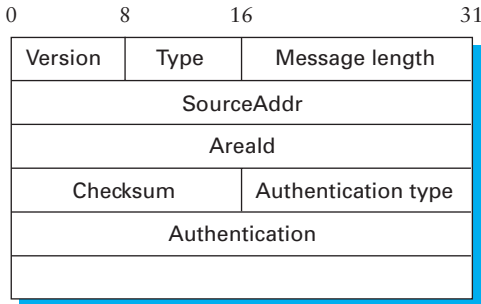 0 8 16 31
Version Type Message length
SourceAddr
AreaId
Checksum Authentication type
Authentication